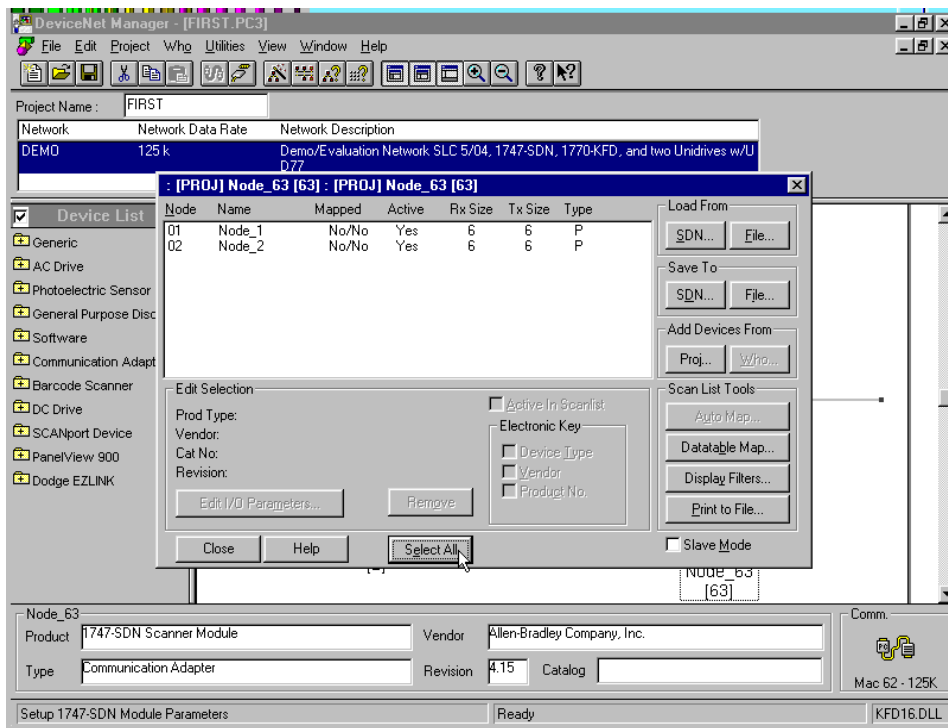 DeviceNet Manager - [FIRST.PC3]
File Edit Project Who Utilities View Window Help
Project Name : FIRST
Network Network Data Rate Network Description
DEMO 125 k Demo/Evaluation Network SLC 5/04, 1747-SDN, 1770-KFD, and two Unidrives w/U
D77
: [PROJ] Node_63 [63] : [PROJ] Node_63 [63]
Device List
Generic
AC Drive
Photoelectric Sensor
General Purpose Disc
Software
Communication Adapt
Barcode Scanner
DC Drive
SCANport Device
PanelView 900
Dodge EZLINK
Node Name Mapped Active Rx Size Tx Size Type
01 Node_1 No/No Yes 6 6 P
02 Node_2 No/No Yes 6 6 P
Load From
SDN... File...
Save To
SDN... File...
Add Devices From
Proj... Who...
Edit Selection
Prod Type:
Vendor:
Cat No:
Revision:
Edit I/O Parameters... Remove
Active In Scanlist
Electronic Key
Device Type
Vendor
Product No.
Scan List Tools
Auto Map...
Datatable Map...
Display Filters...
Print to File...
Close Help Select All
Slave Mode
Node_63
[63]
Node_63
Product 1747-SDN Scanner Module Vendor Allen-Bradley Company, Inc.
Type Communication Adapter Revision 4.15 Catalog
Comm.
Mac 62 - 125K
Setup 1747-SDN Module Parameters Ready KFD16.DLL